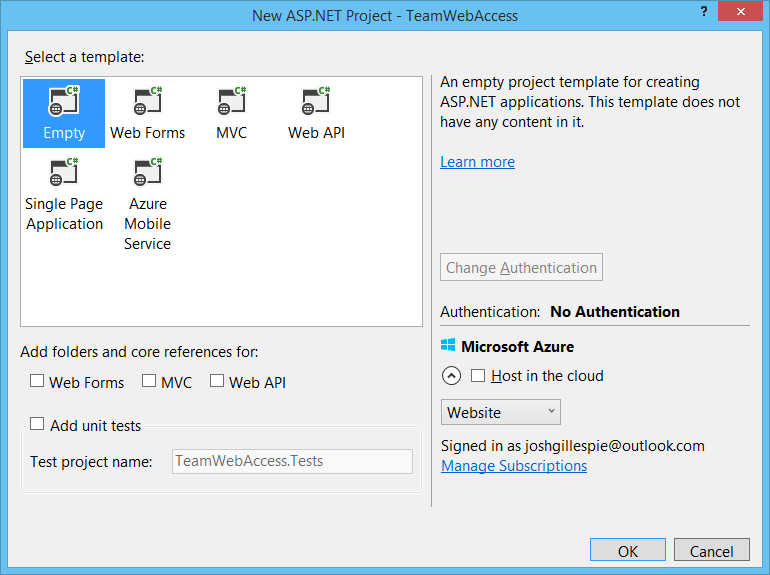 New ASP.NET Project - TeamWebAccess
?
Select a template:
C# C# C# C#
Empty Web Forms MVC Web API
C# C#
Single Page Application
Azure Mobile Service
An empty project template for creating
ASP.NET applications. This template does not
have any content in it.
Learn more
Change Authentication
Authentication: No Authentication
Add folders and core references for:
Web Forms MVC Web API
Add unit tests
Test project name: TeamWebAccess.Tests
Microsoft Azure
Host in the cloud
Website
Signed in as joshgillespie@outlook.com
Manage Subscriptions
OK Cancel